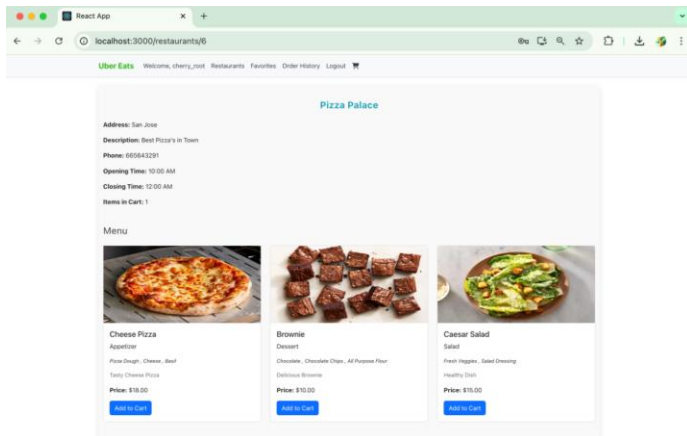 React App
localhost:3000/restaurants/6
Uber Eats Welcome, cherry_root Restaurants Favorites Order History Logout
Pizza Palace
Address: San Jose
Description: Best Pizza's in Town
Phone: 665843291
Opening Time: 10:00 AM
Closing Time: 12:00 AM
Items in Cart: 1
Menu
Cheese Pizza
Appetizer
Pizza Dough , Cheese , Basil
Tasty Cheese Pizza
Price: $18.00
Add to Cart
Brownie
Dessert
Chocolate , Chocolate Chips , All Purpose Flour
Delicious Brownie
Price: $10.00
Add to Cart
Caesar Salad
Salad
Fresh Veggies , Salad Dressing
Healthy Dish
Price: $15.00
Add to Cart